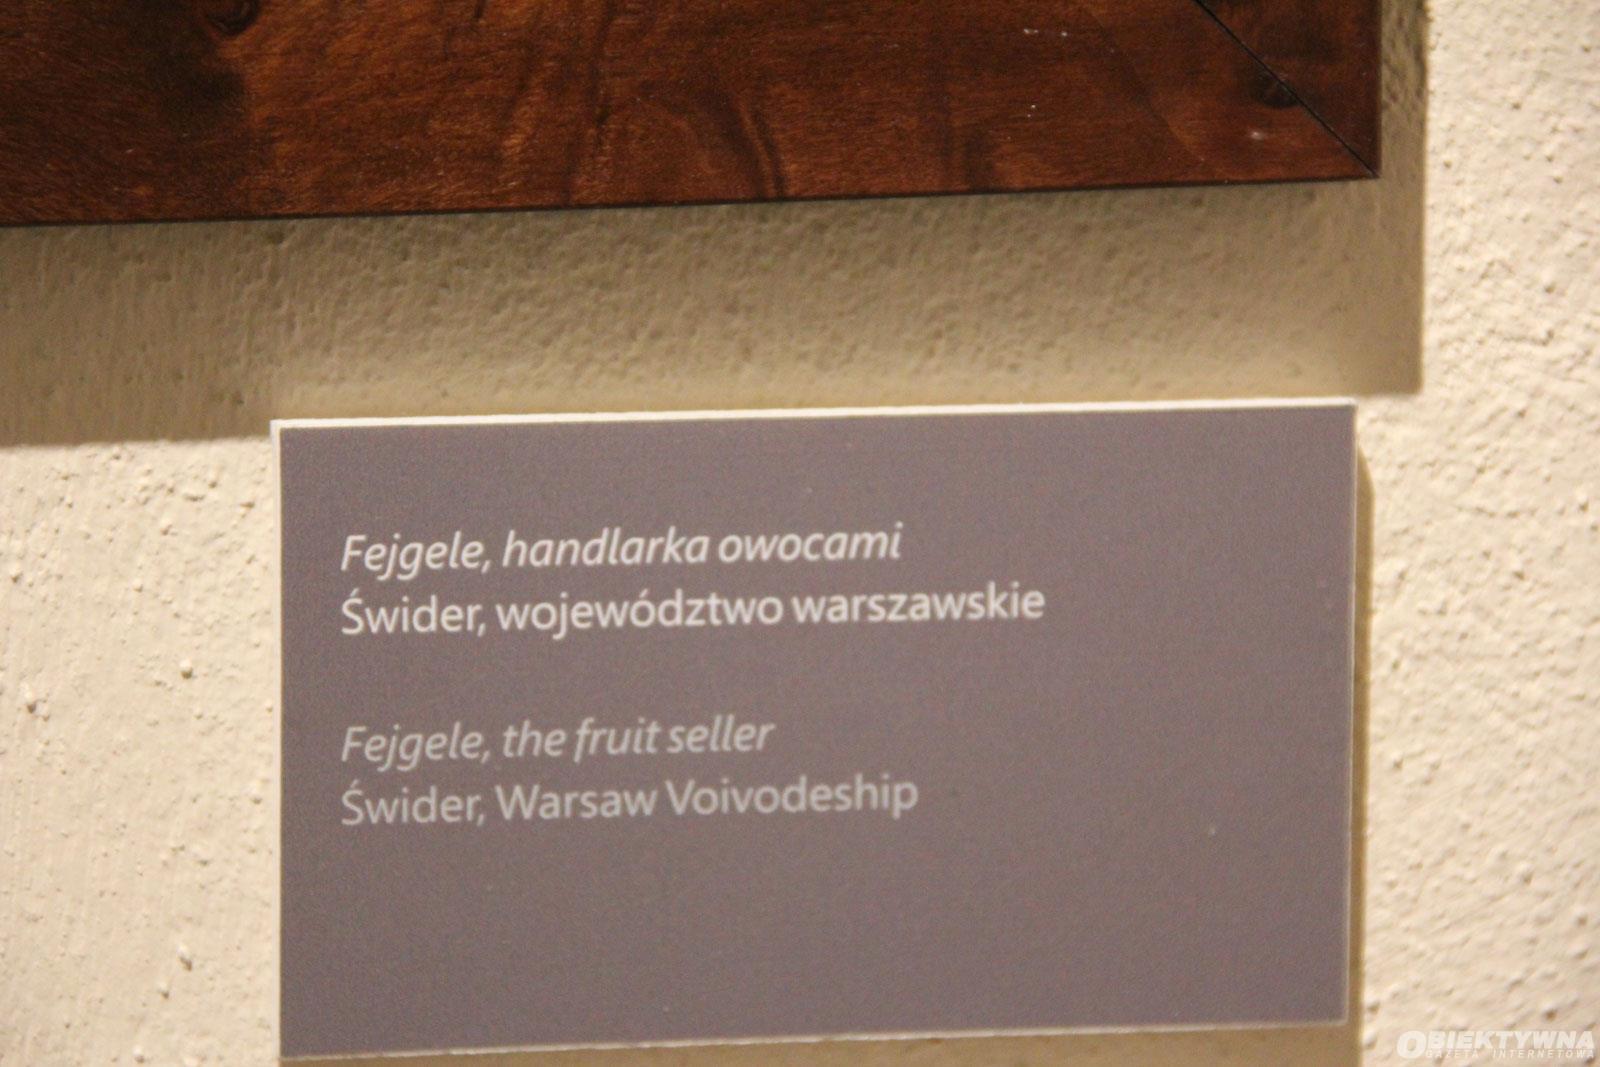 Fejgele, handlarka owocami
Świder, województwo warszawskie
Fejgele, the fruit seller
Świder, Warsaw Voivodeship
OBIEKTYWNA
GAZETA INTERNETOWA